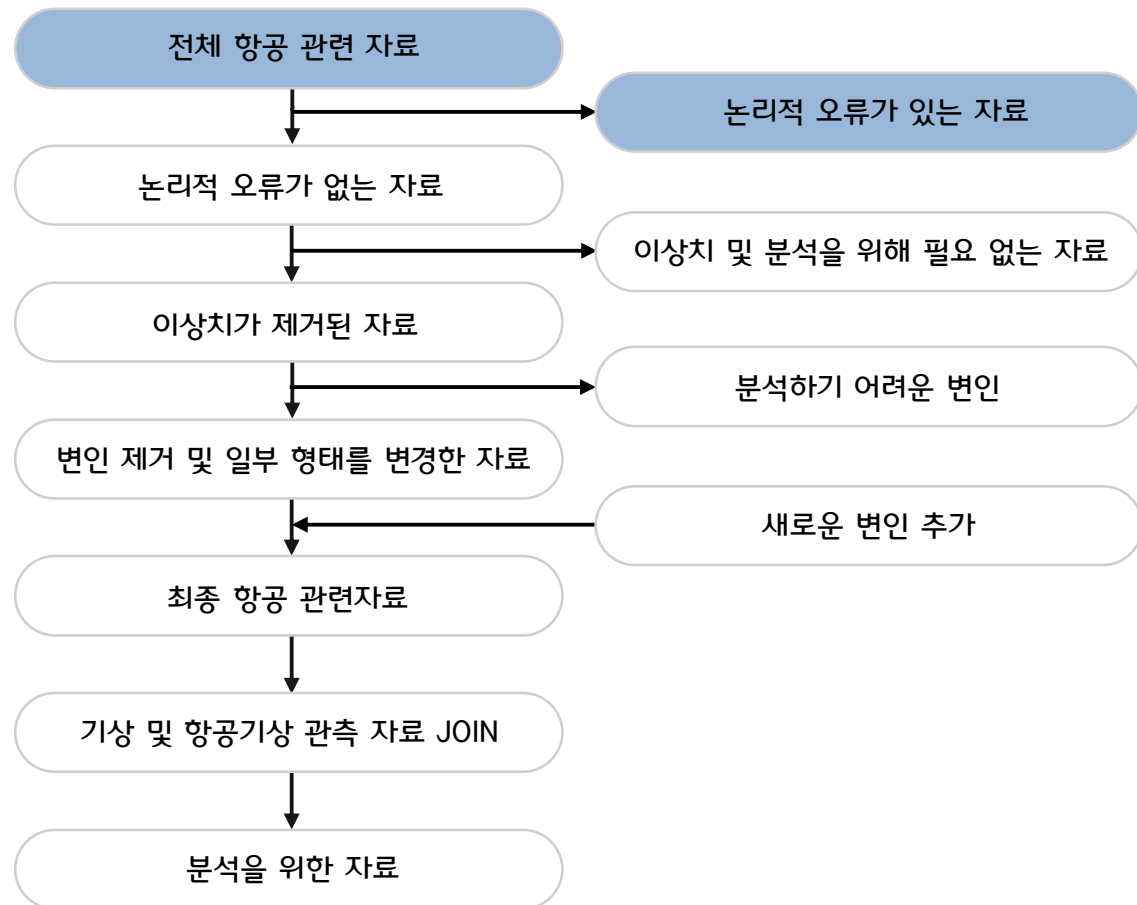 전체 항공 관련 자료
논리적 오류가 있는 자료
논리적 오류가 없는 자료
이상치 및 분석을 위해 필요 없는 자료
이상치가 제거된 자료
분석하기 어려운 변인
변인 제거 및 일부 형태를 변경한 자료
새로운 변인 추가
최종 항공 관련자료
기상 및 항공기상 관측 자료 JOIN
분석을 위한 자료